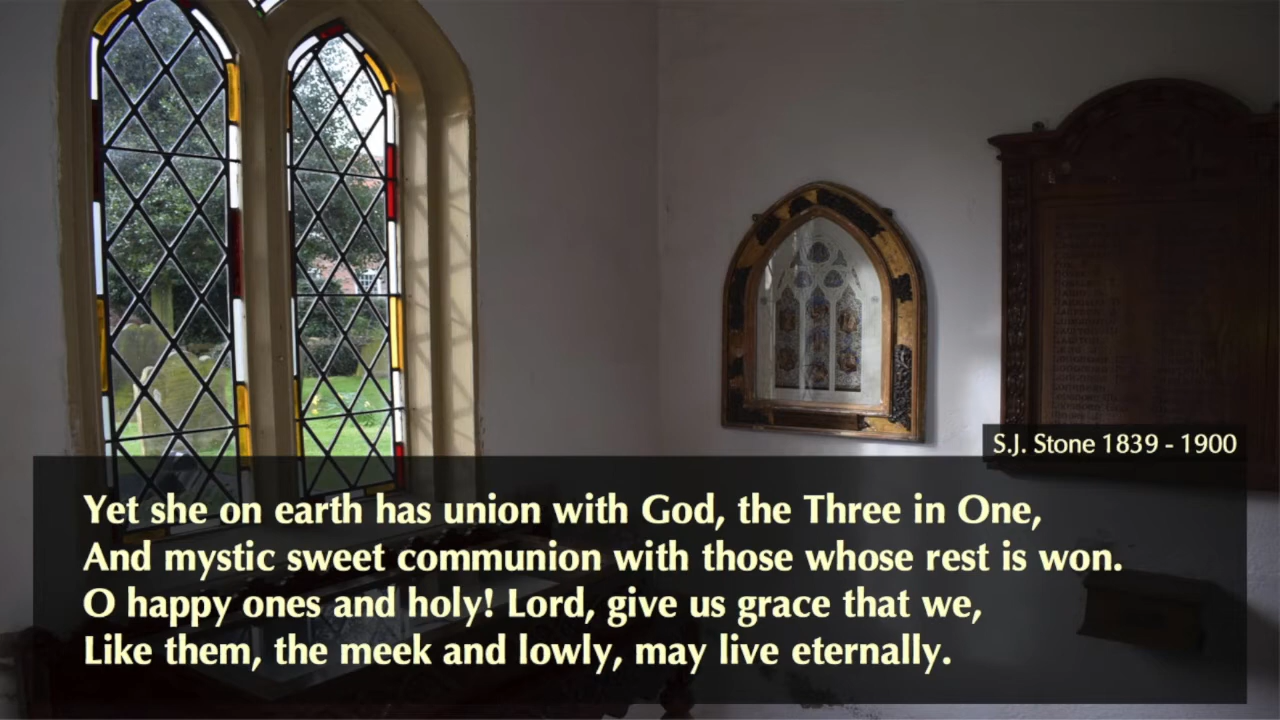 S.J. Stone 1839 - 1900
Yet she on earth has union with God, the Three in One,
And mystic sweet communion with those whose rest is won.
O happy ones and holy! Lord, give us grace that we,
Like them, the meek and lowly, may live eternally.